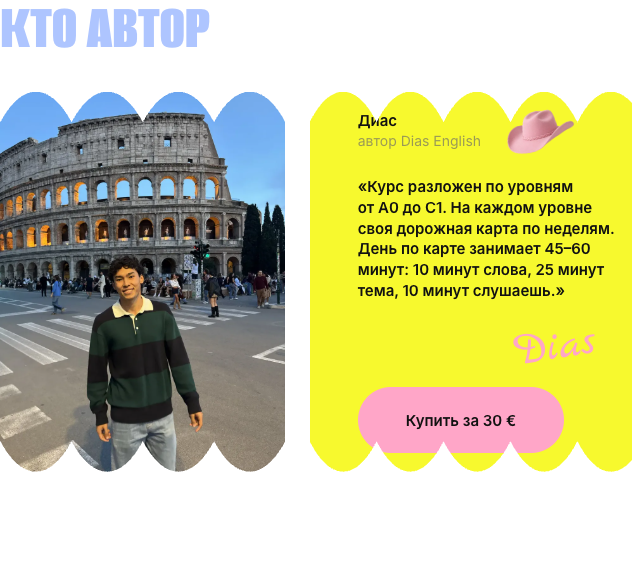 КТО АВТОР
Диас
автор Dias English
«Курс разложен по уровням
от A0 до C1. На каждом уровне
своя дорожная карта по неделям.
День по карте занимает 45–60
минут: 10 минут слова, 25 минут
тема, 10 минут слушаешь.»
Dias
Купить за 30 €